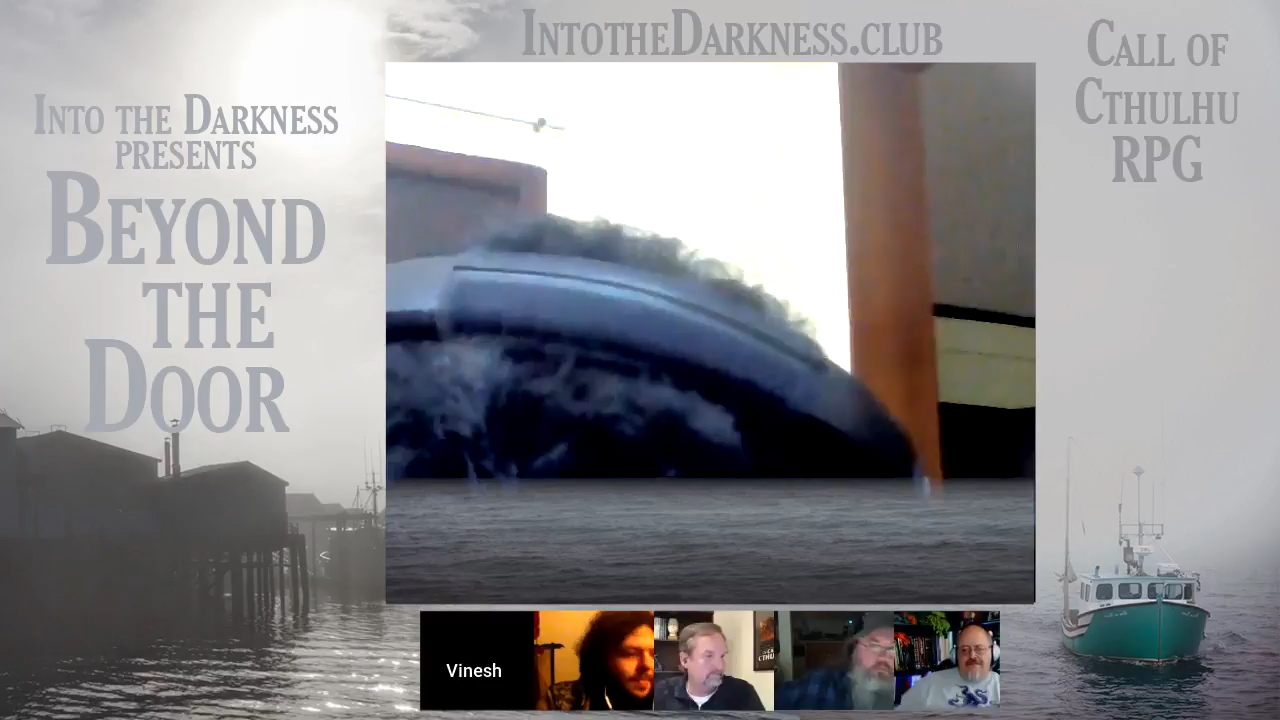 IntotheDarkness.club
Into the Darkness
presents
Beyond
the
Door
Call of
Cthulhu
RPG
Vinesh